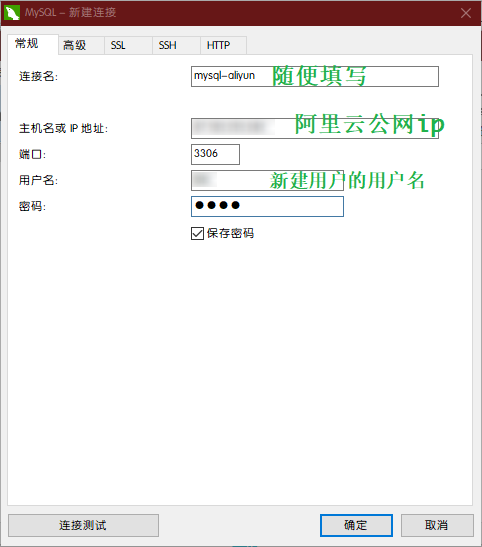 MySQL - 新建连接
常规 高级 SSL SSH HTTP
连接名: mysql-aliyun 随便填写
主机名或 IP 地址: 阿里云公网ip
端口: 3306
用户名: 新建用户的用户名
密码: ●●●●
保存密码
连接测试 确定 取消